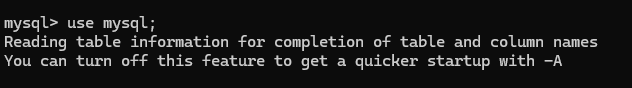 mysql> use mysql;
Reading table information for completion of table and column names
You can turn off this feature to get a quicker startup with -A